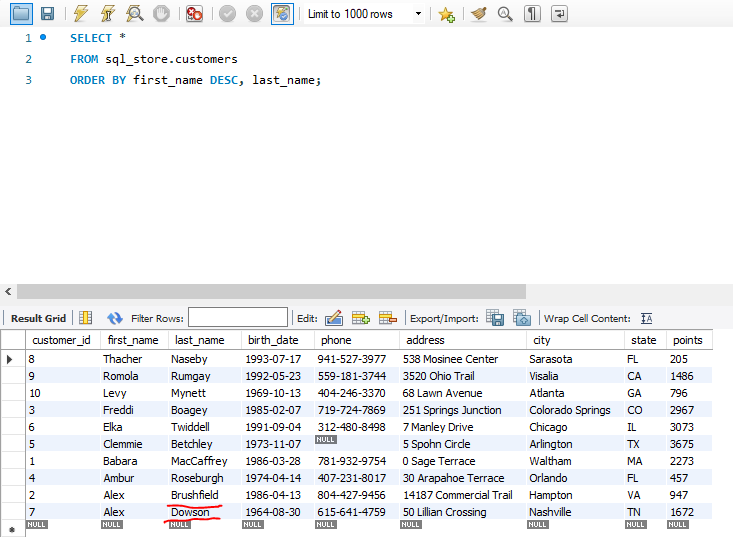 Limit to 1000 rows
1 SELECT *
2 FROM sql_store.customers
3 ORDER BY first_name DESC, last_name;
Result Grid Filter Rows: Edit: Export/Import: Wrap Cell Content: IA
customer_id first_name last_name birth_date phone address city state points
8 Thacher Naseby 1993-07-17 941-527-3977 538 Mosinee Center Sarasota FL 205
9 Romola Rumgay 1992-05-23 559-181-3744 3520 Ohio Trail Visalia CA 1486
10 Levy Mynett 1969-10-13 404-246-3370 68 Lawn Avenue Atlanta GA 796
3 Freddi Boagey 1985-02-07 719-724-7869 251 Springs Junction Colorado Springs CO 2967
6 Elka Twiddell 1991-09-04 312-480-8498 7 Manley Drive Chicago IL 3073
5 Clemmie Betchley 1973-11-07 NULL 5 Spohn Circle Arlington TX 3675
1 Babara MacCaffrey 1986-03-28 781-932-9754 0 Sage Terrace Waltham MA 2273
4 Ambur Roseburgh 1974-04-14 407-231-8017 30 Arapahoe Terrace Orlando FL 457
2 Alex Brushfield 1986-04-13 804-427-9456 14187 Commercial Trail Hampton VA 947
7 Alex Dowson 1964-08-30 615-641-4759 50 Lillian Crossing Nashville TN 1672
NULL NULL NULL NULL NULL NULL NULL NULL NULL